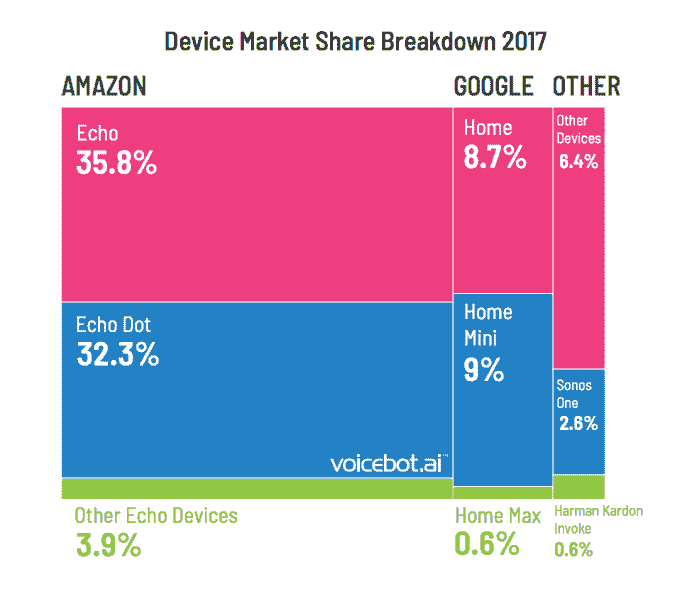 Device Market Share Breakdown 2017
AMAZON
GOOGLE
OTHER
Echo
35.8%
Home
8.7%
Other
Devices
6.4%
Echo Dot
32.3%
Home
Mini
9%
Sonos
One
2.6%
voicebot.ai™
Other Echo Devices
3.9%
Home Max
0.6%
Harman Kardon
Invoke
0.6%